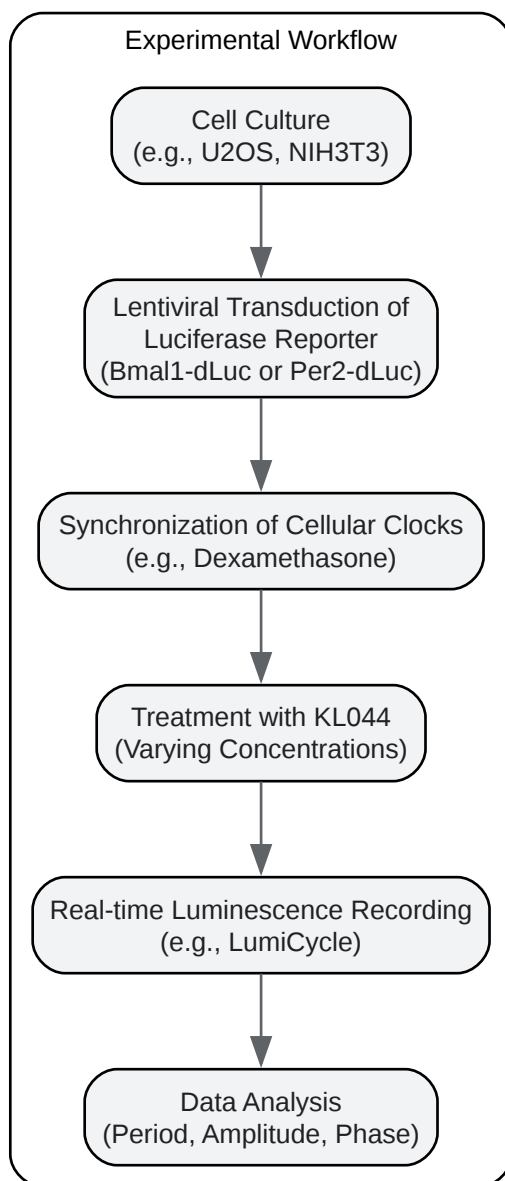 Experimental Workflow
Cell Culture
(e.g., U2OS, NIH3T3)
Lentiviral Transduction of
Luciferase Reporter
(Bmal1-dLuc or Per2-dLuc)
Synchronization of Cellular Clocks
(e.g., Dexamethasone)
Treatment with KL044
(Varying Concentrations)
Real-time Luminescence Recording
(e.g., LumiCycle)
Data Analysis
(Period, Amplitude, Phase)